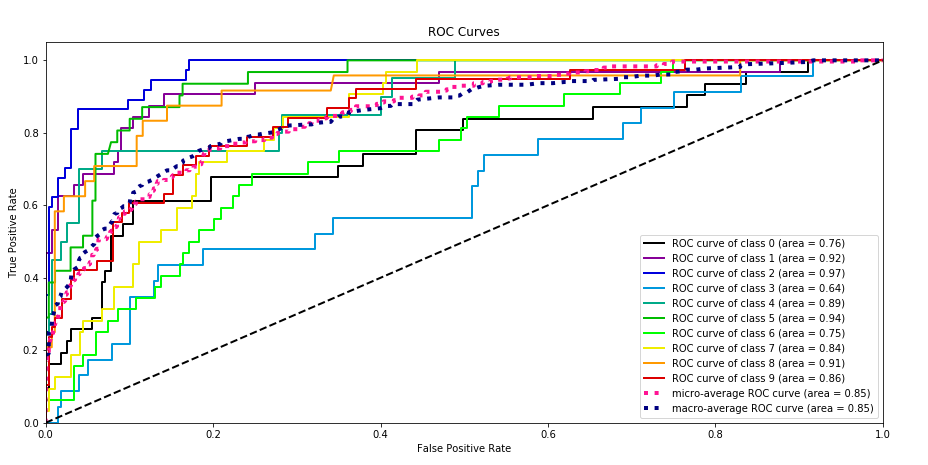 ROC Curves
True Positive Rate
1.0
0.8
0.6
0.4
0.2
0.0
0.0 0.2 0.4 0.6 0.8 1.0
False Positive Rate
ROC curve of class 0 (area = 0.76)
ROC curve of class 1 (area = 0.92)
ROC curve of class 2 (area = 0.97)
ROC curve of class 3 (area = 0.64)
ROC curve of class 4 (area = 0.89)
ROC curve of class 5 (area = 0.94)
ROC curve of class 6 (area = 0.75)
ROC curve of class 7 (area = 0.84)
ROC curve of class 8 (area = 0.91)
ROC curve of class 9 (area = 0.86)
micro-average ROC curve (area = 0.85)
macro-average ROC curve (area = 0.85)